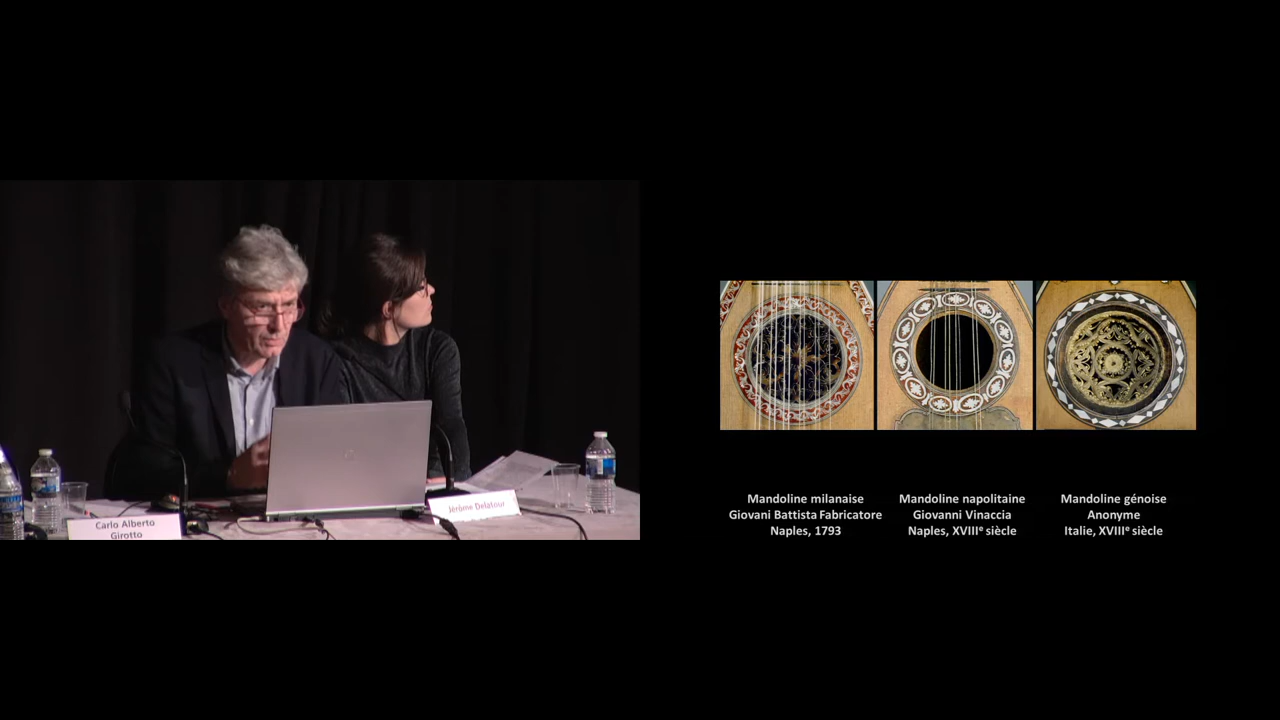 Carlo Alberto
Girotto
Jérôme Delatour
Mandoline milanaise
Giovani Battista Fabricatore
Naples, 1793
Mandoline napolitaine
Giovanni Vinaccia
Naples, XVIIIᵉ siècle
Mandoline génoise
Anonyme
Italie, XVIIIᵉ siècle